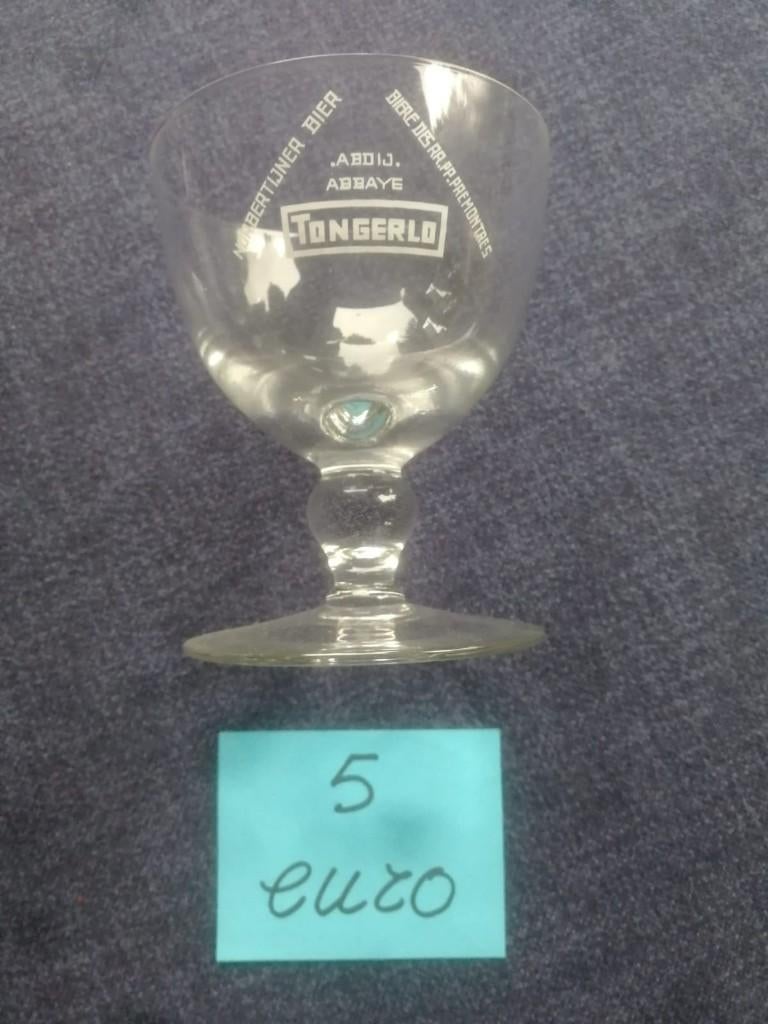 NORBERTIJNER BIER
BIERE DES RR.PP.PREMONTRES
.ABDIJ.
ABBAYE
TONGERLO
5
euro